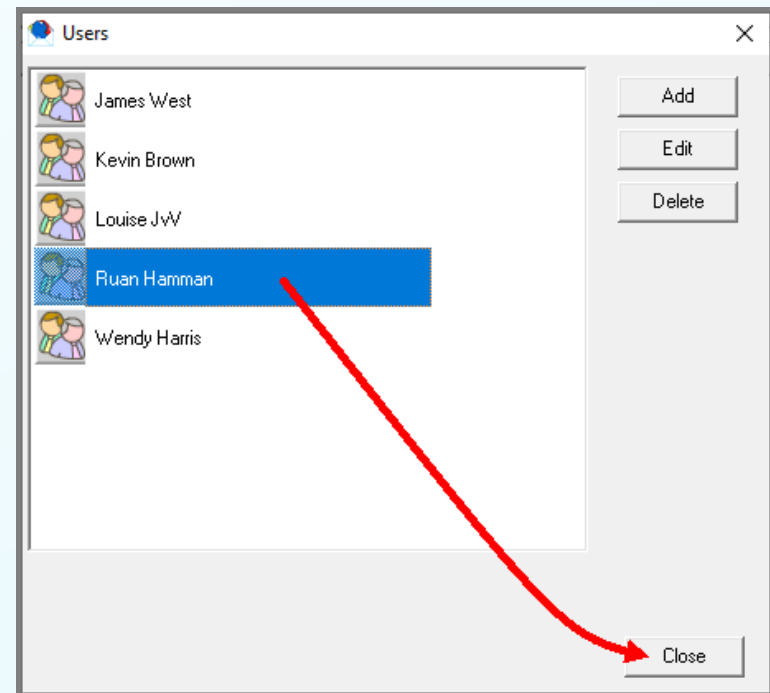 Users
James West
Kevin Brown
Louise JvV
Ruan Hamman
Wendy Harris
Add
Edit
Delete
Close